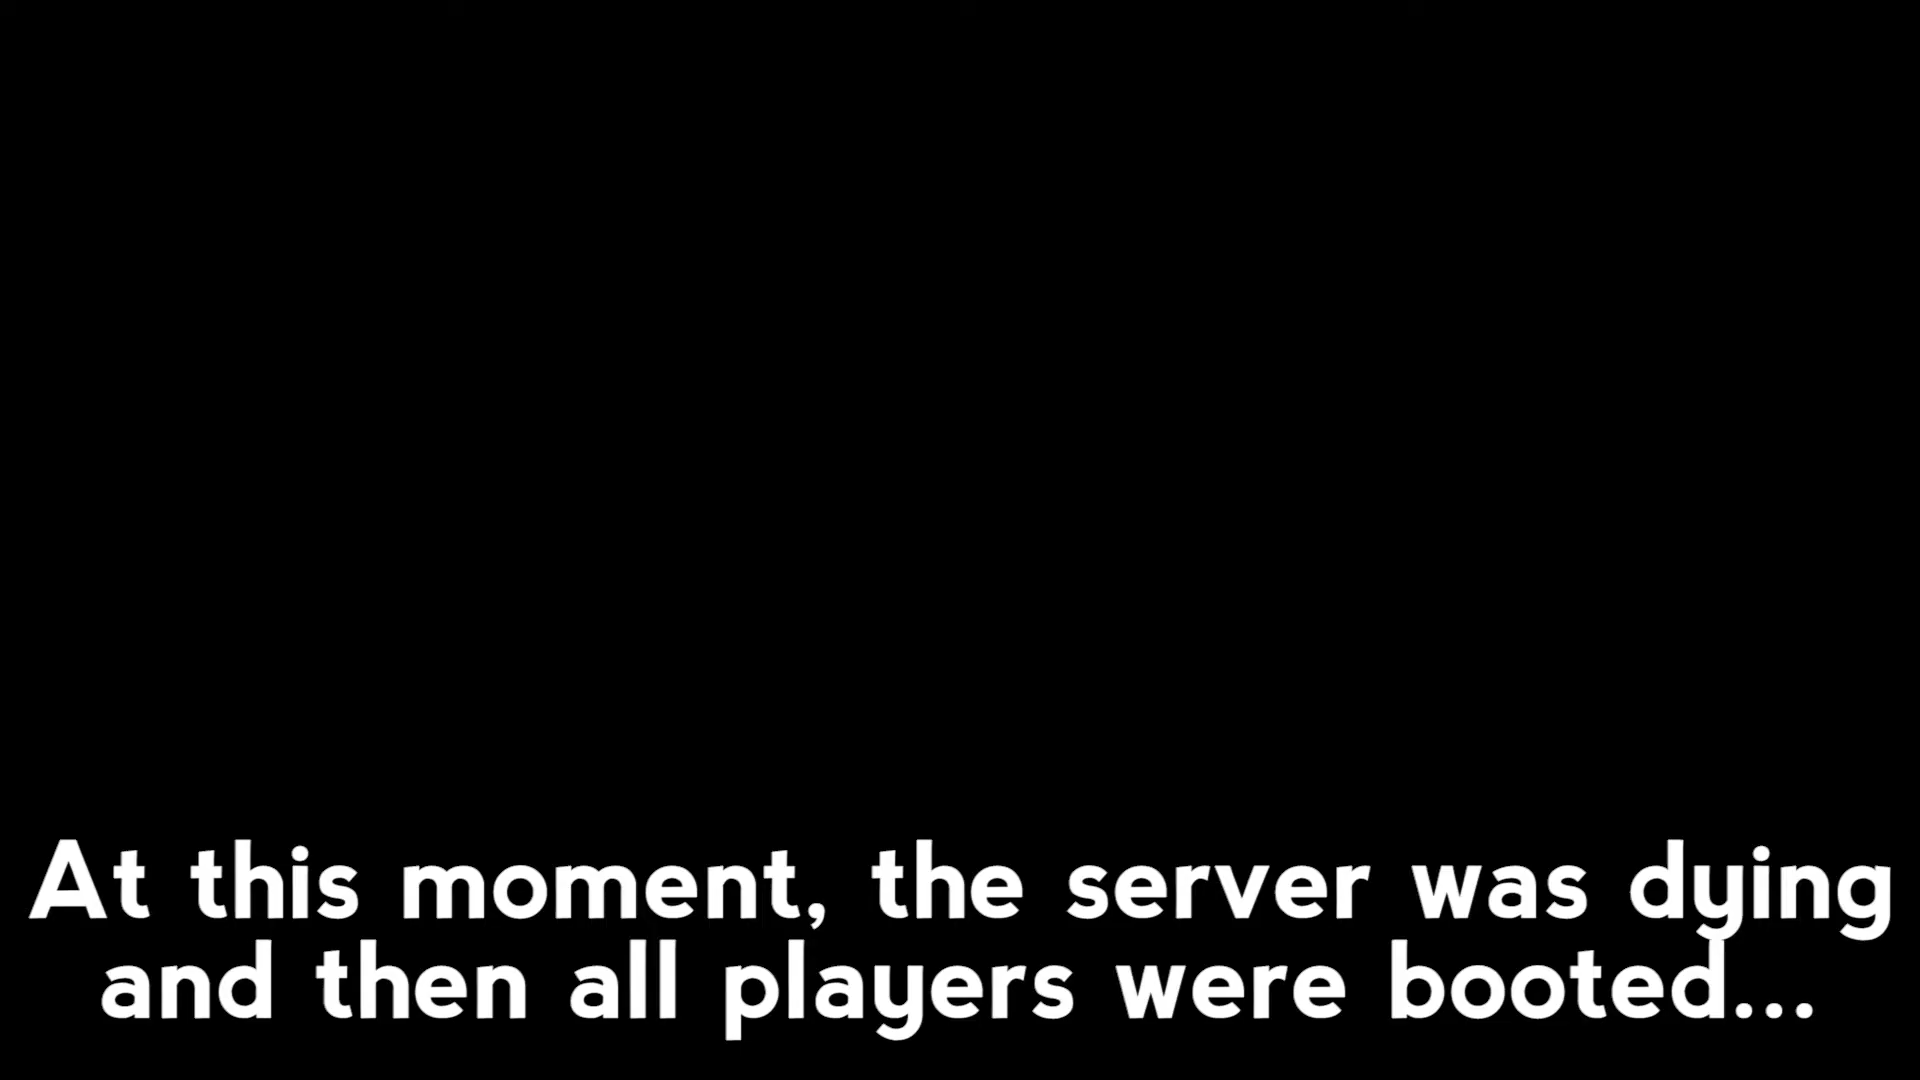 At this moment, the server was dying
and then all players were booted...